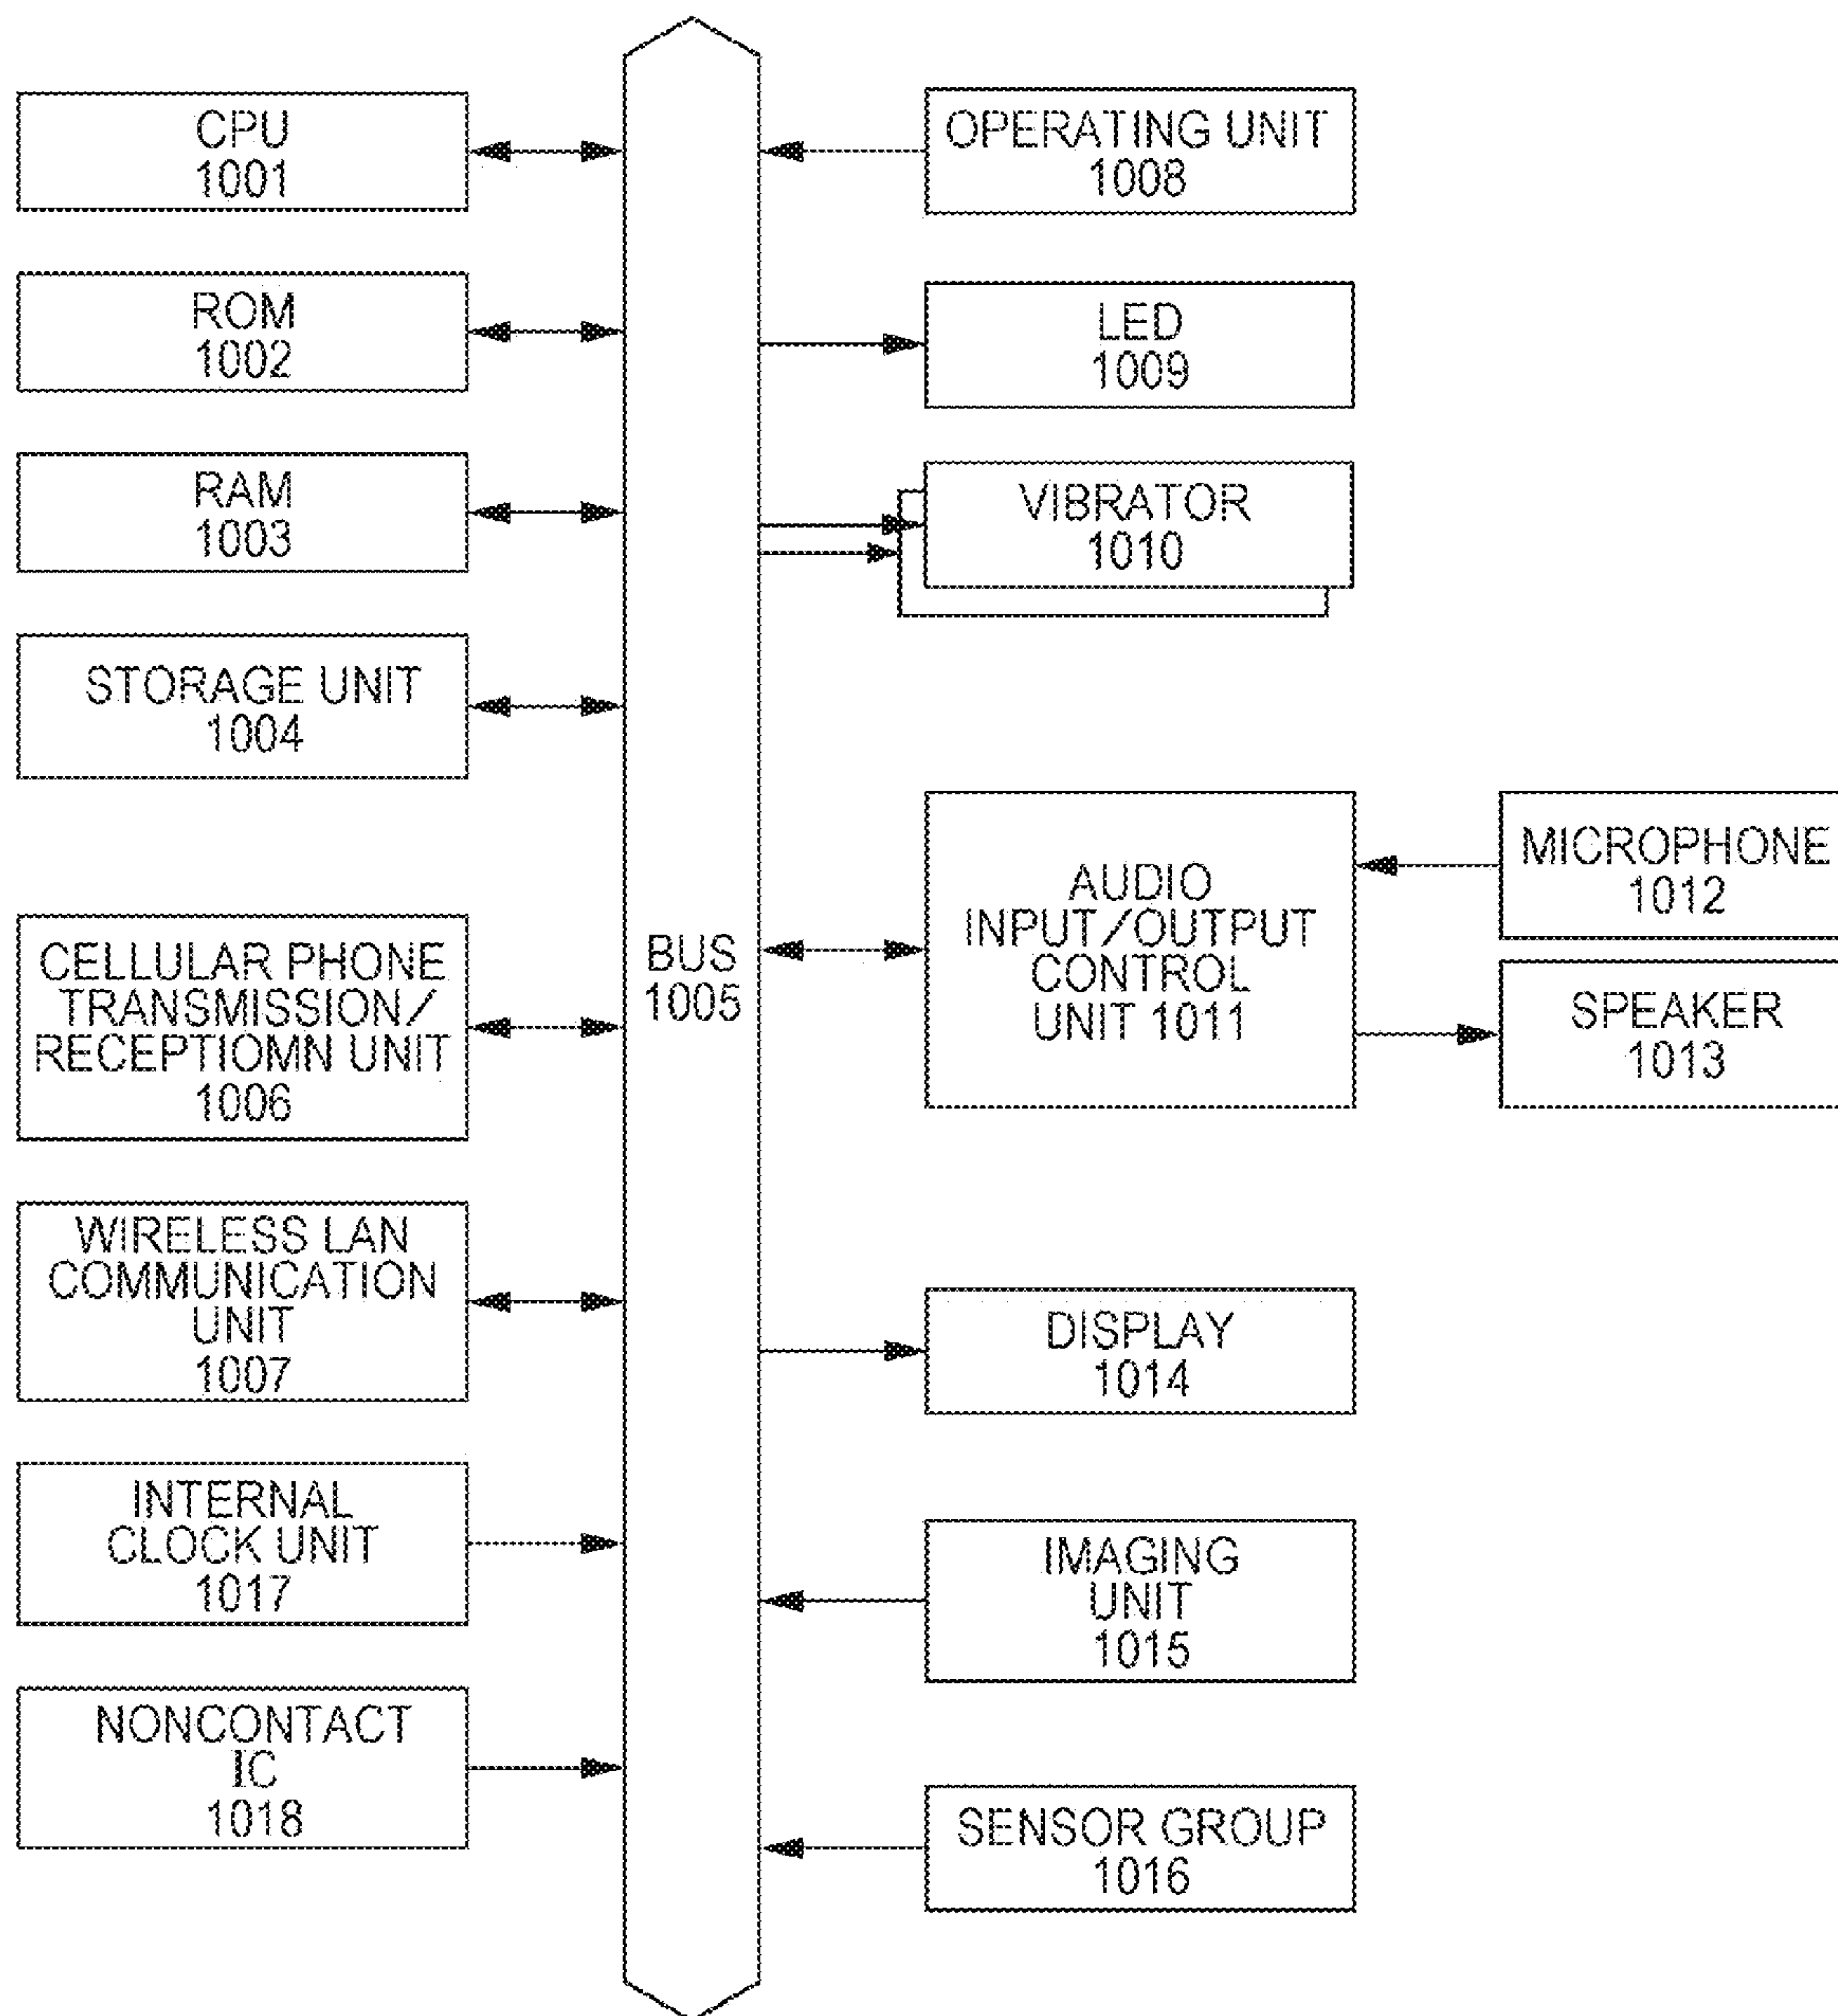 CPU
1001
ROM
1002
RAM
1003
STORAGE UNIT
1004
CELLULAR PHONE
TRANSMISSION/
RECEPTIOMN UNIT
1006
WIRELESS LAN
COMMUNICATION
UNIT
1007
INTERNAL
CLOCK UNIT
1017
NONCONTACT
IC
1018
BUS
1005
OPERATING UNIT
1008
LED
1009
VIBRATOR
1010
AUDIO
INPUT/OUTPUT
CONTROL
UNIT 1011
MICROPHONE
1012
SPEAKER
1013
DISPLAY
1014
IMAGING
UNIT
1015
SENSOR GROUP
1016